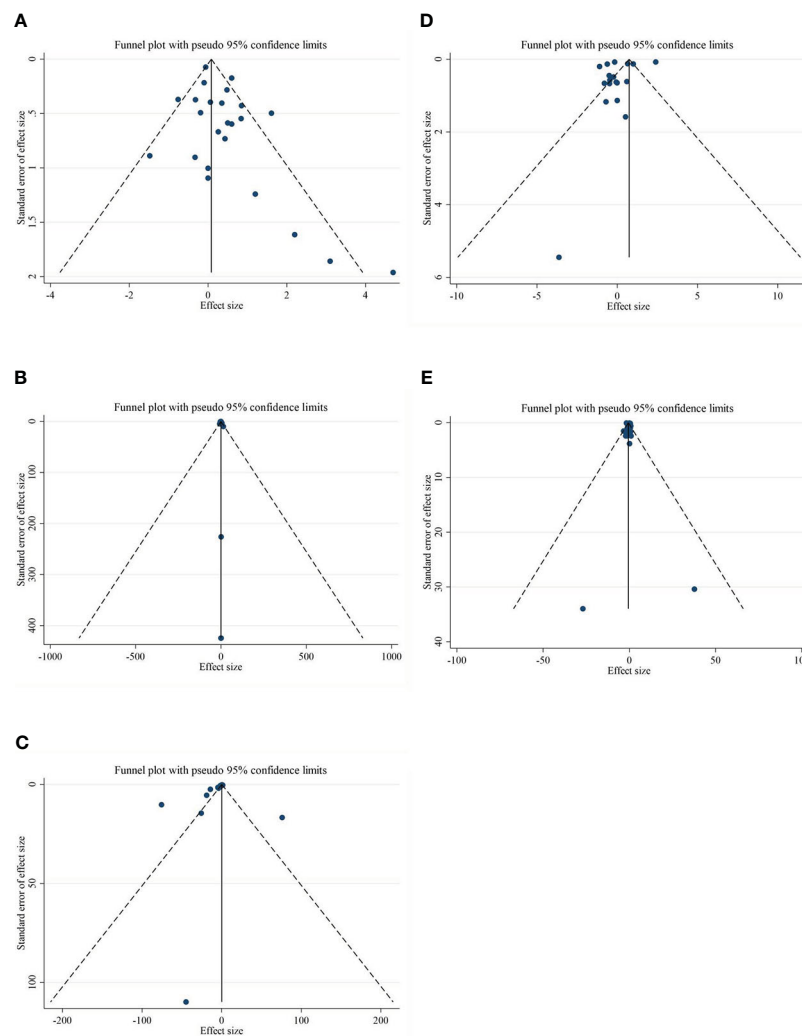 A
Funnel plot with pseudo 95% confidence limits
Standard error of effect size
0
.5
1
1.5
2
-4
-2
0
2
4
Effect size
D
Funnel plot with pseudo 95% confidence limits
Standard error of effect size
0
2
4
6
-10
-5
0
5
10
Effect size
B
Funnel plot with pseudo 95% confidence limits
Standard error of effect size
0
100
200
300
400
-1000
-500
0
500
1000
Effect size
E
Funnel plot with pseudo 95% confidence limits
Standard error of effect size
0
10
20
30
40
-100
-50
0
50
Effect size
C
Funnel plot with pseudo 95% confidence limits
Standard error of effect size
0
50
100
-200
-100
0
100
200
Effect size